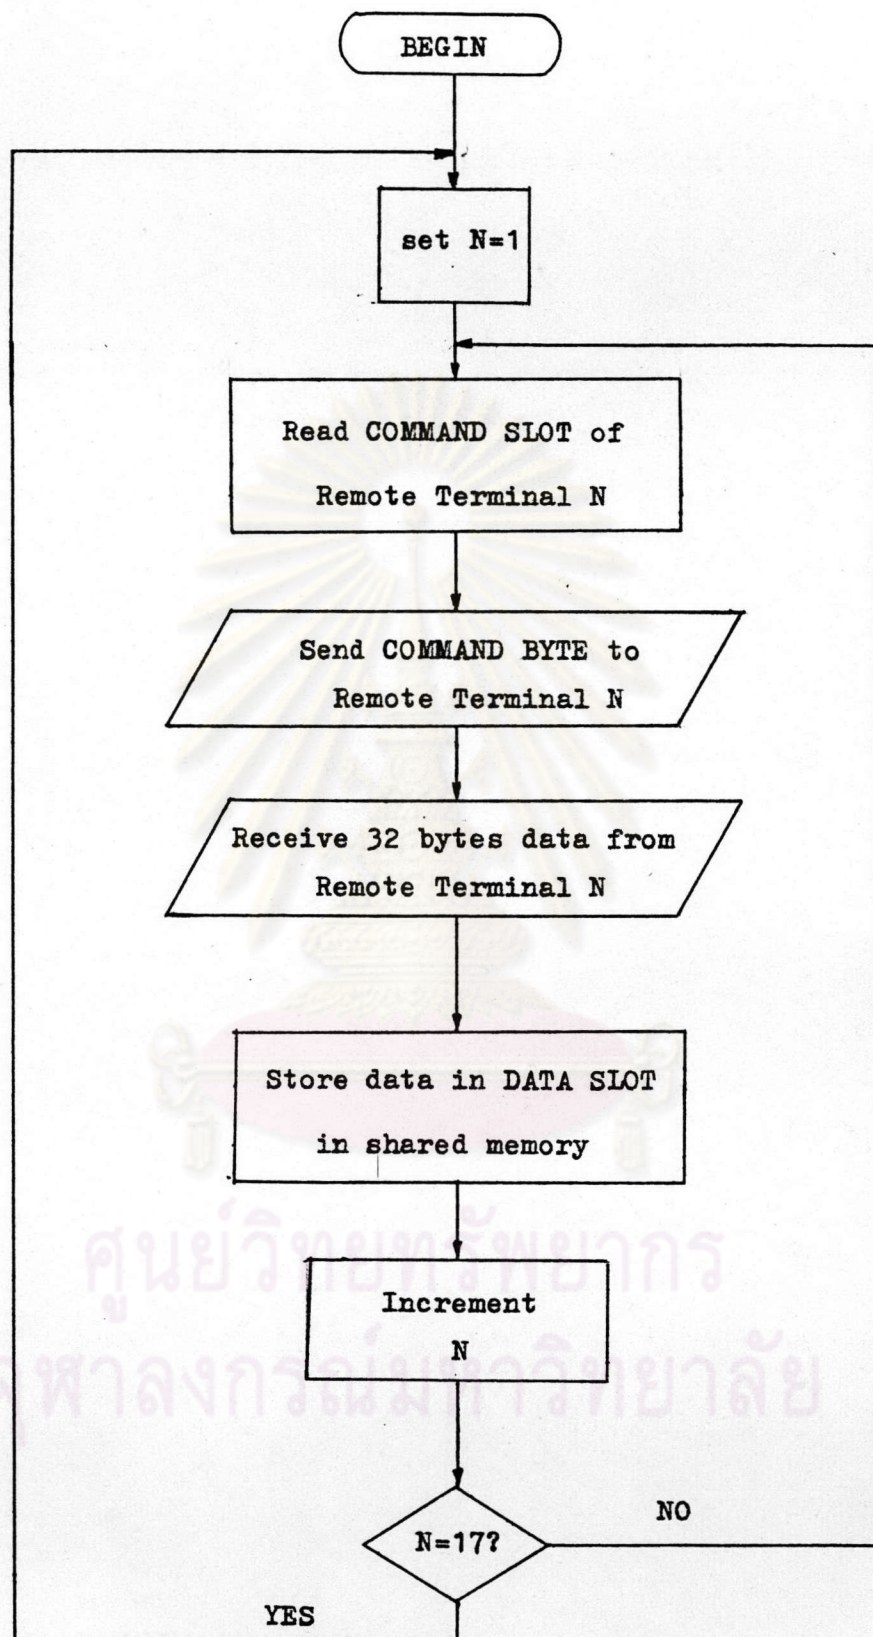 BEGIN
set N=1
Read COMMAND SLOT of
Remote Terminal N
Send COMMAND BYTE to
Remote Terminal N
Receive 32 bytes data from
Remote Terminal N
Store data in DATA SLOT
in shared memory
ศูนย์วิทยทรัพยากร
Increment
N
จุฬาลงกรณ์มหาวิทยาลัย
N=17?
NO
YES